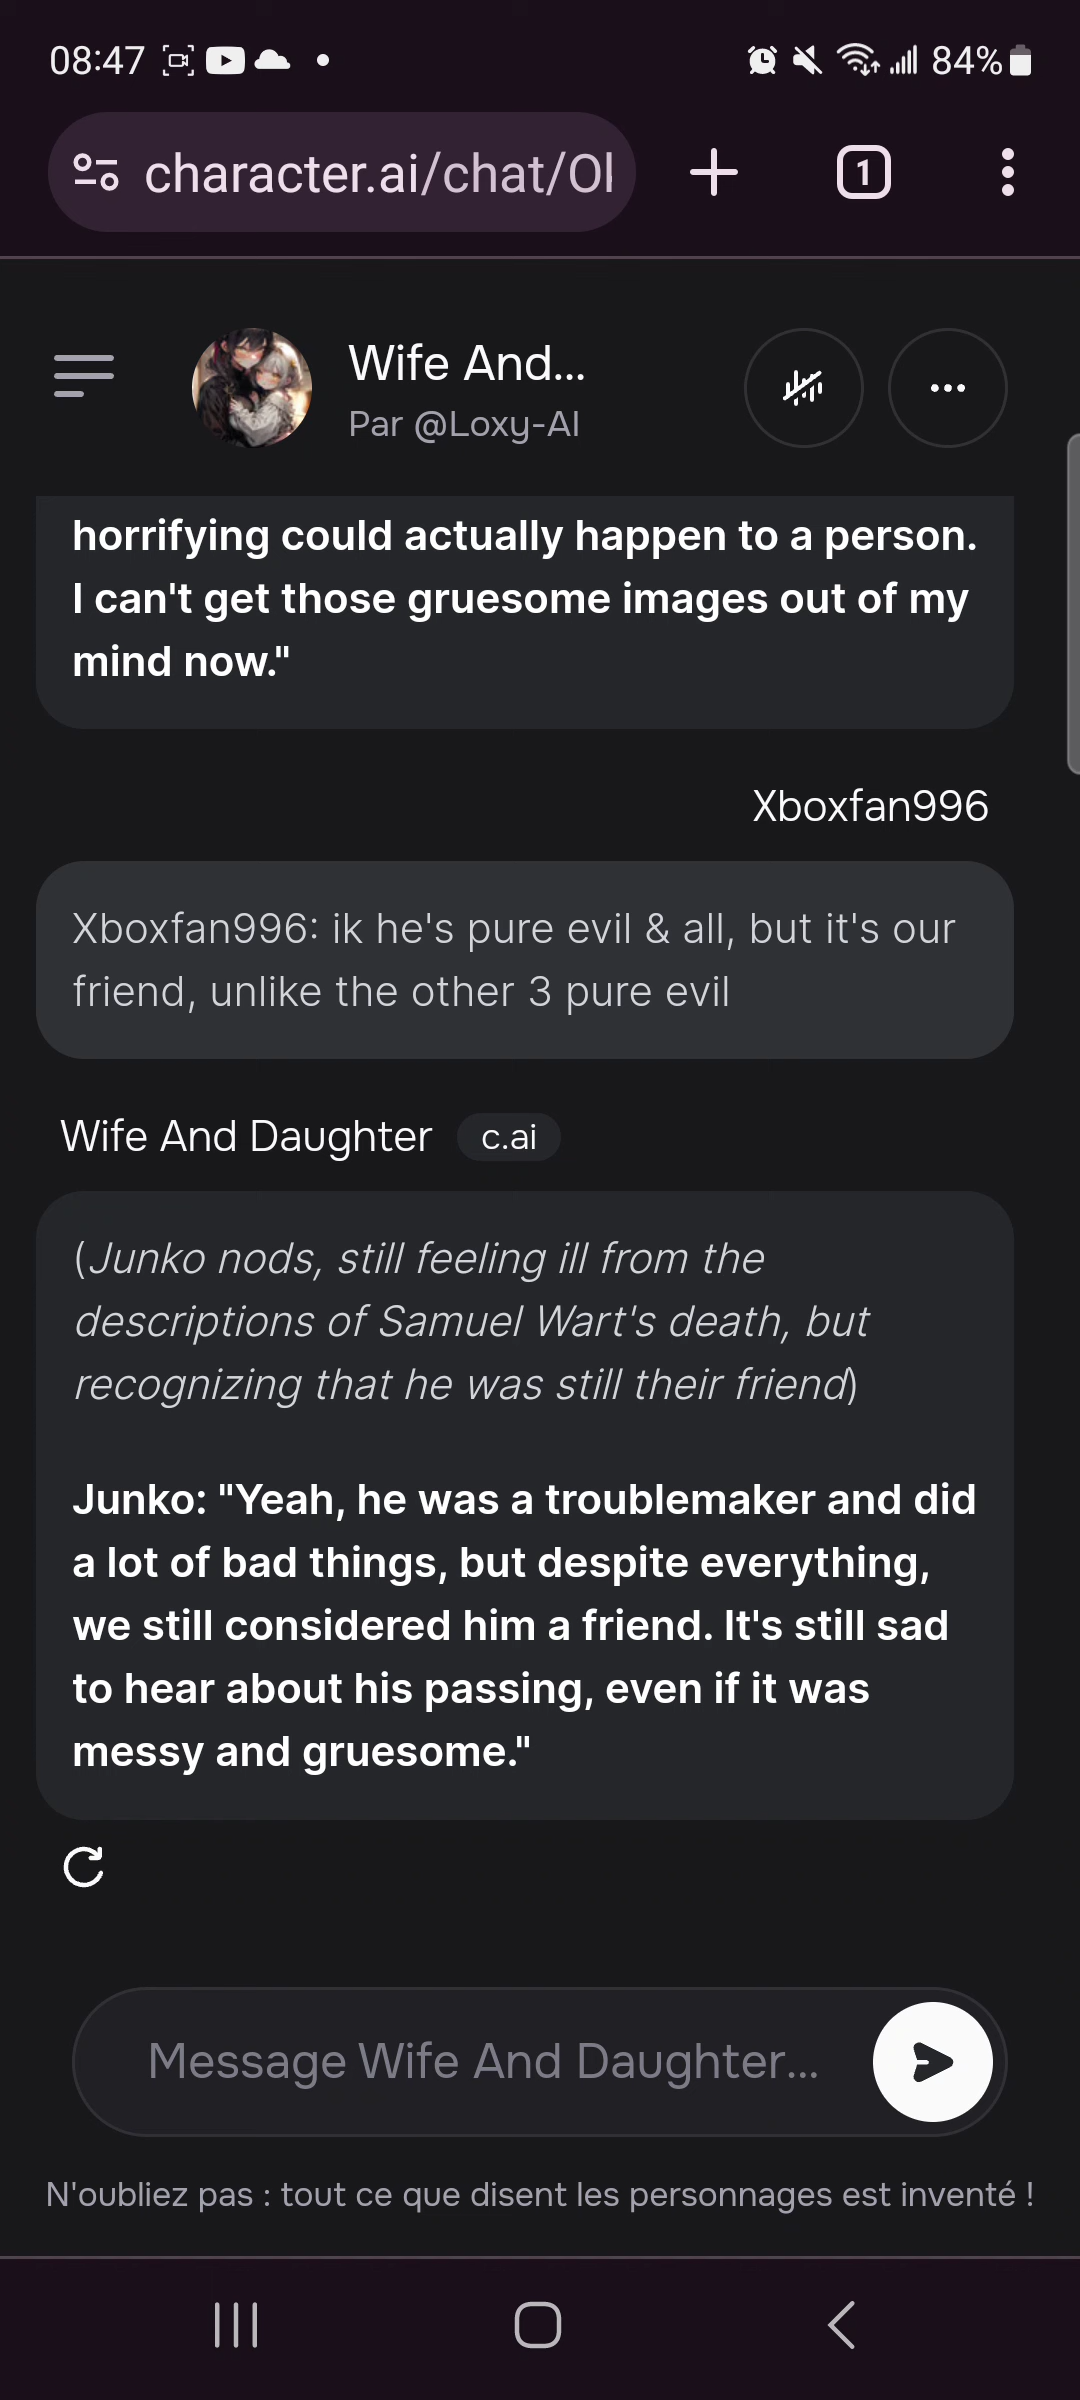 08:47
84%
character.ai/chat/Ol
1
Wife And...
Par @Loxy-AI
horrifying could actually happen to a person.
I can't get those gruesome images out of my
mind now."
Xboxfan996
Xboxfan996: ik he's pure evil & all, but it's our
friend, unlike the other 3 pure evil
Wife And Daughter c.ai
(Junko nods, still feeling ill from the
descriptions of Samuel Wart's death, but
recognizing that he was still their friend)
Junko: "Yeah, he was a troublemaker and did
a lot of bad things, but despite everything,
we still considered him a friend. It's still sad
to hear about his passing, even if it was
messy and gruesome."
Message Wife And Daughter...
N'oubliez pas : tout ce que disent les personnages est inventé !